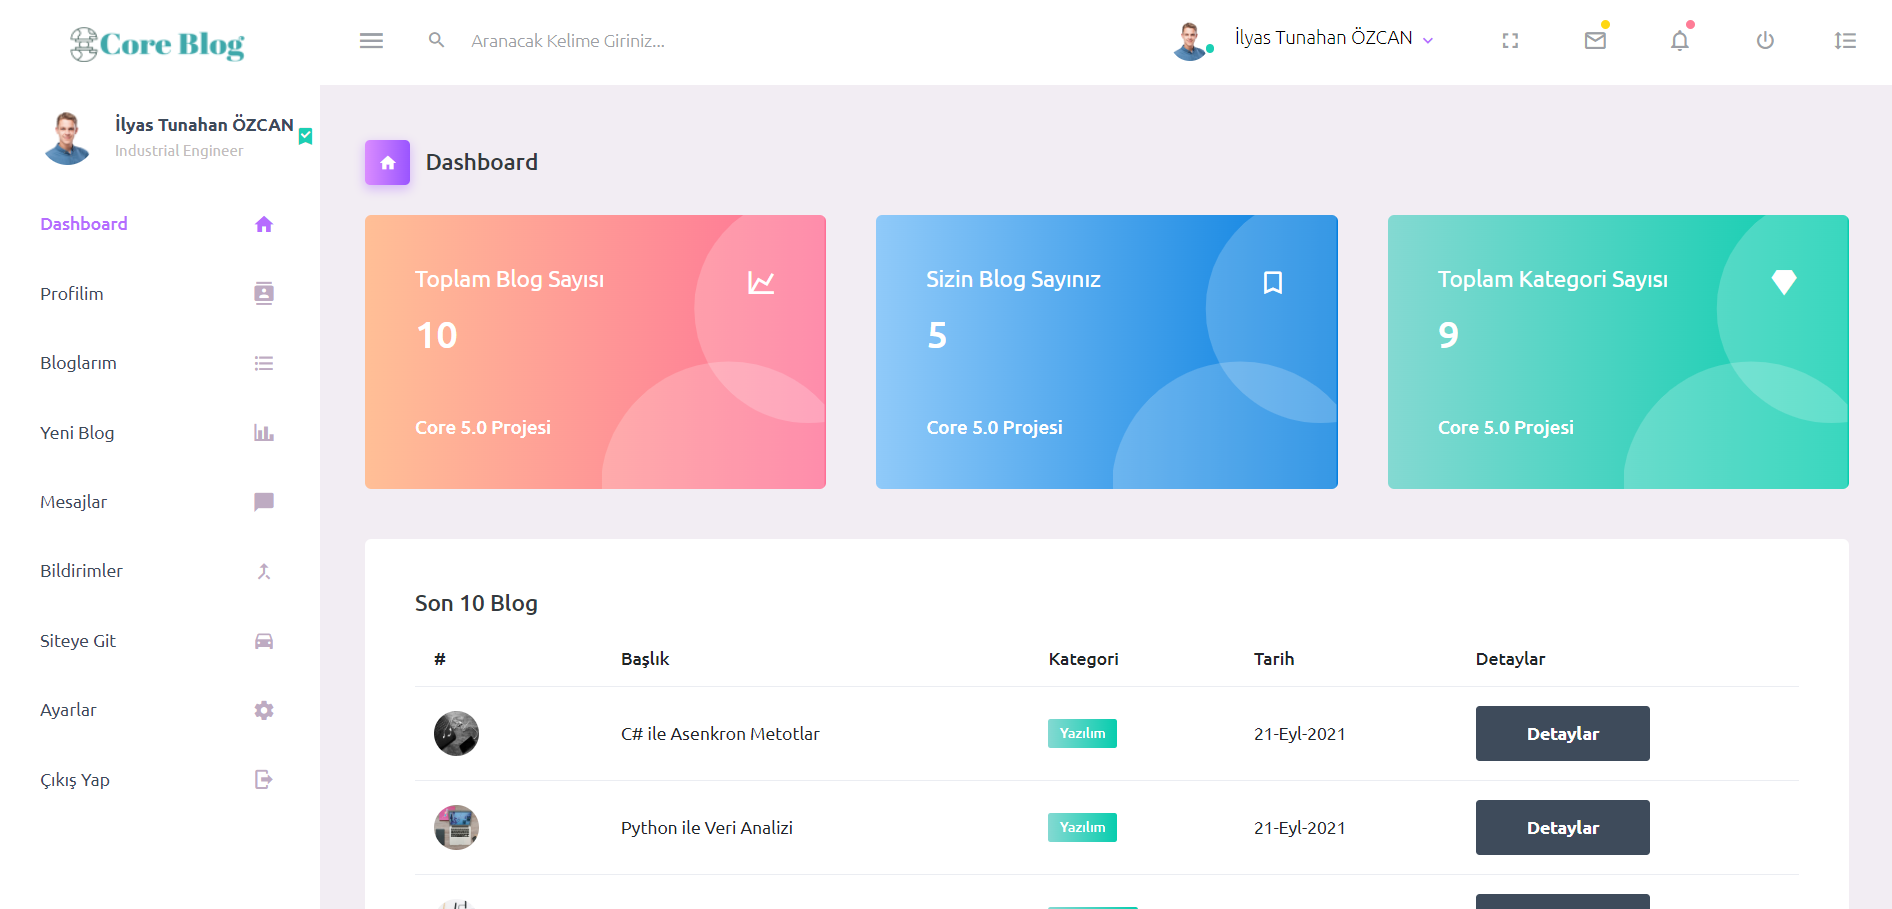 Core Blog
Aranacak Kelime Giriniz...
İlyas Tunahan ÖZCAN
İlyas Tunahan ÖZCAN
Industrial Engineer
Dashboard
Profilim
Bloglarım
Yeni Blog
Mesajlar
Bildirimler
Siteye Git
Ayarlar
Çıkış Yap
Dashboard
Toplam Blog Sayısı
10
Core 5.0 Projesi
Sizin Blog Sayınız
5
Core 5.0 Projesi
Toplam Kategori Sayısı
9
Core 5.0 Projesi
Son 10 Blog
# Başlık Kategori Tarih Detaylar
C# ile Asenkron Metotlar Yazılım 21-Eyl-2021 Detaylar
Python ile Veri Analizi Yazılım 21-Eyl-2021 Detaylar